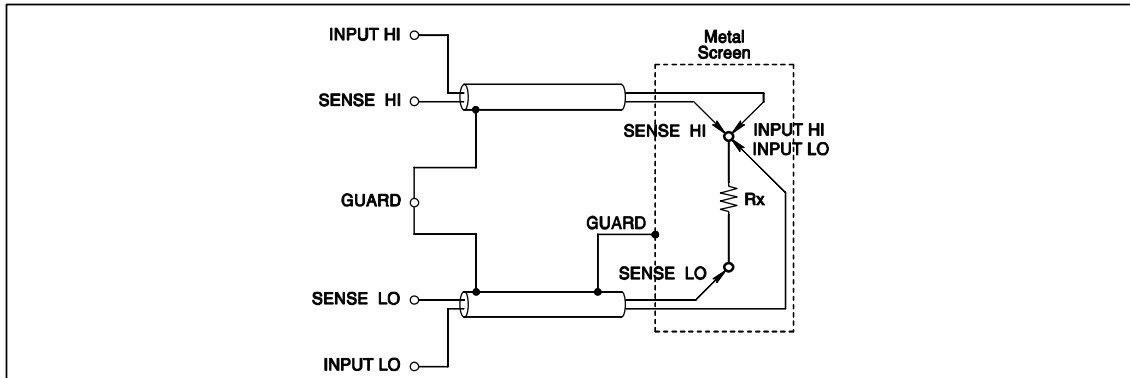 INPUT HI
Metal
Screen
SENSE HI
SENSE HI
INPUT HI
INPUT LO
GUARD
Rx
GUARD
SENSE LO
SENSE LO
INPUT LO